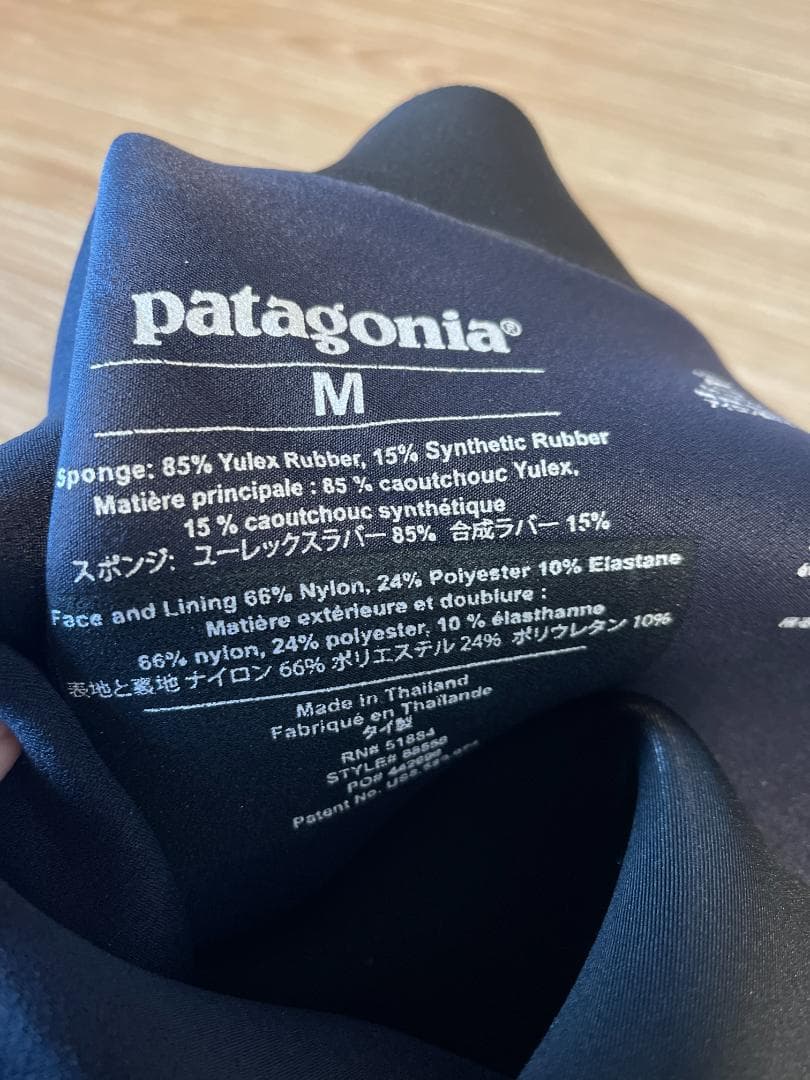 patagonia®
M
Sponge: 85% Yulex Rubber, 15% Synthetic Rubber
Matière principale : 85 % caoutchouc Yulex,
15 % caoutchouc synthétique
スポンジ: ユーレックスラバー 85% 合成ラバー 15%
Face and Lining 66% Nylon, 24% Polyester 10% Elastane
Matière extérieure et doublure :
66% nylon, 24% polyester, 10 % élasthanne
表地と裏地 ナイロン 66% ポリエステル 24% ポリウレタン 10%
Made in Thailand
Fabriqué en Thaïlande
タイ製
RN# 51884
STYLE#
PO#
Patent No.